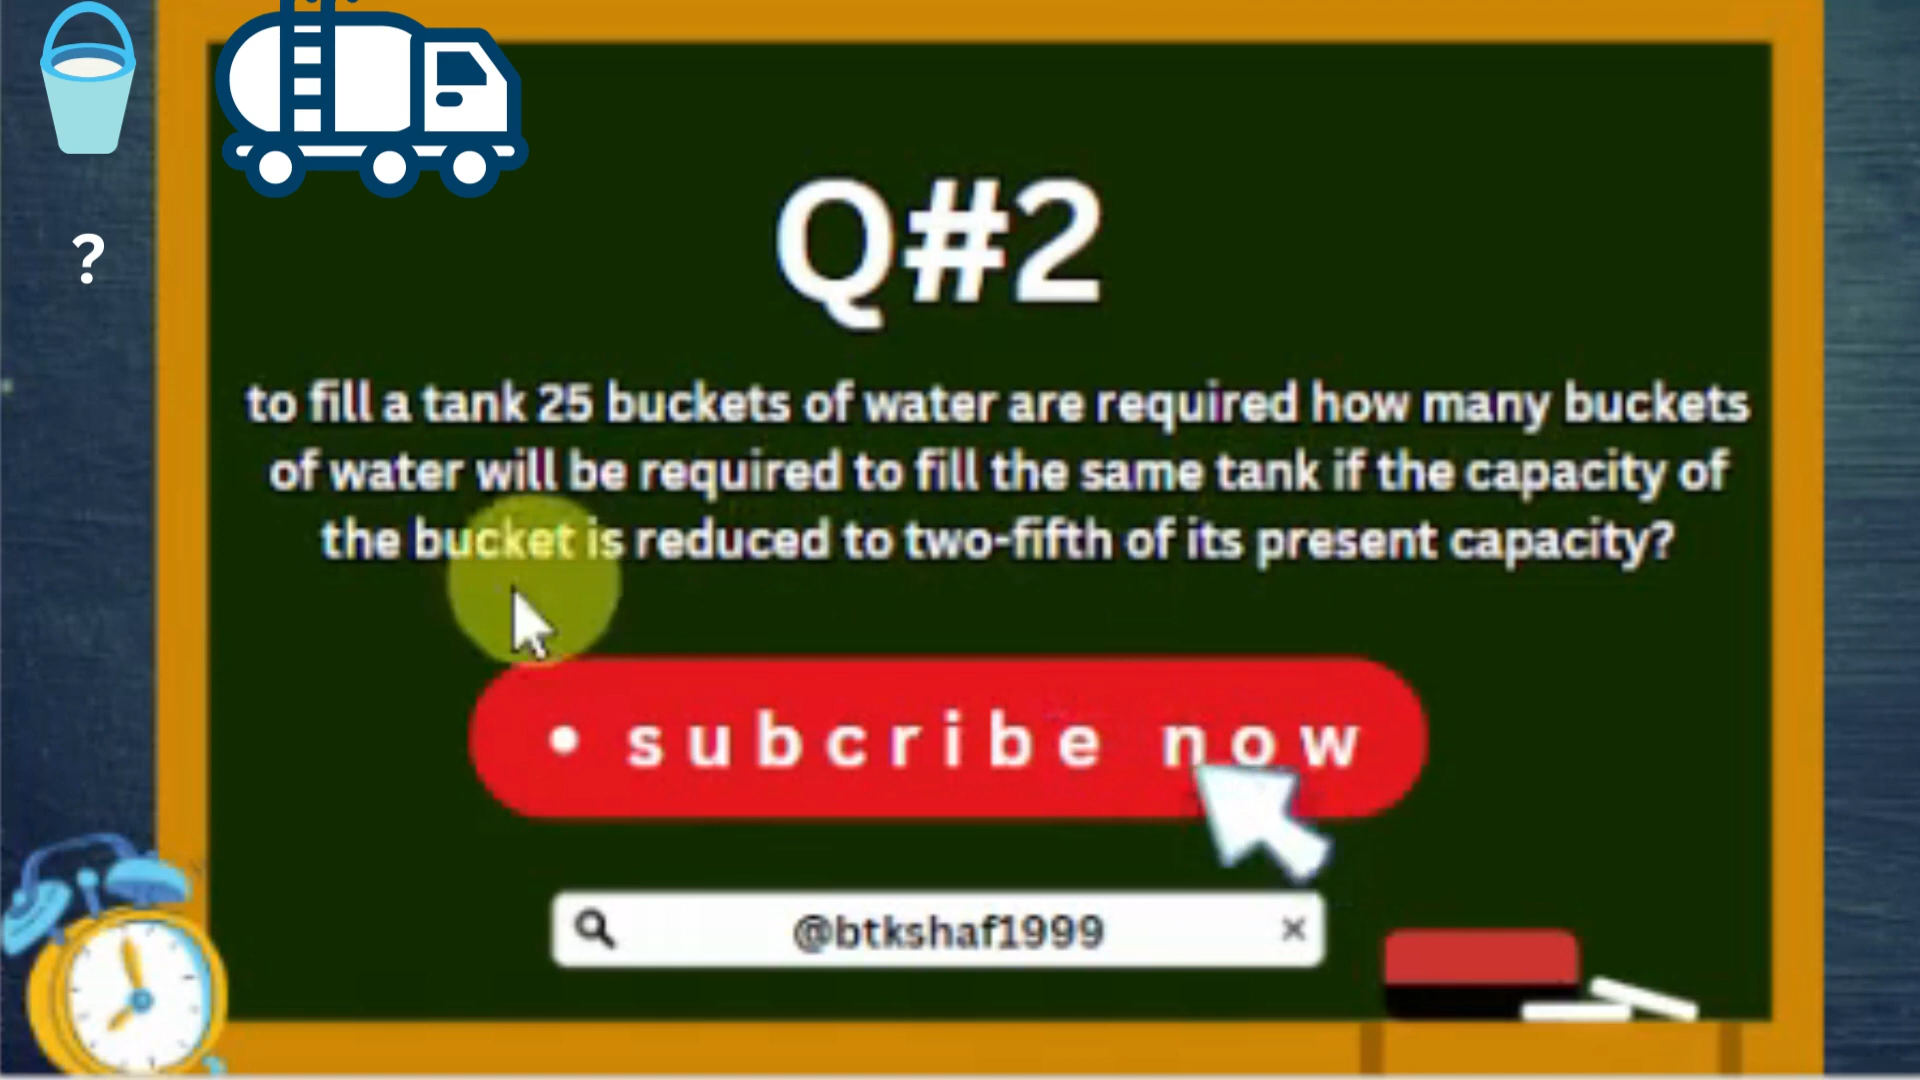 Q#2
?
to fill a tank 25 buckets of water are required how many buckets
of water will be required to fill the same tank if the capacity of
the bucket is reduced to two-fifth of its present capacity?
• subcribe now
@btkshaf1999 ×